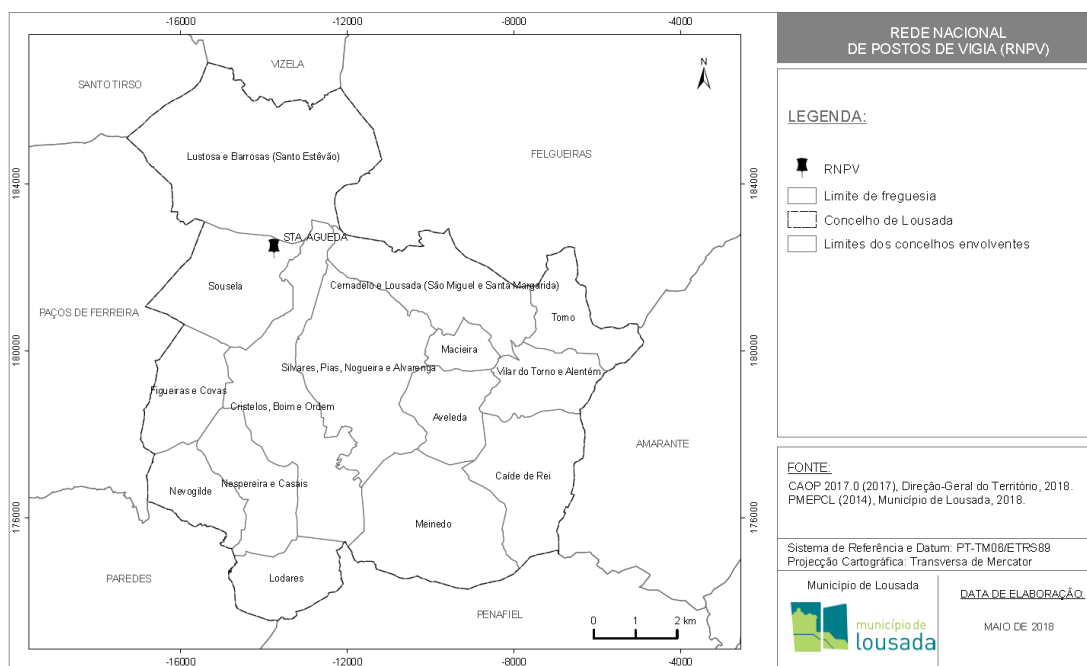 -16000
-12000
-8000
-4000
REDE NACIONAL
DE POSTOS DE VIGIA (RNPV)
VIZELA
SANTO TIRSO
N
FELGUEIRAS
Lustosa e Barrosas (Santo Estêvão)
184000
184000
STA. ÁGUEDA
Sousela
Cernadelo e Lousada (São Miguel e Santa Margarida)
PAÇOS DE FERREIRA
Torno
180000
180000
Macieira
Silvares, Pias, Nogueira e Alvarenga
Vilar do Torno e Alentém
Figueiras e Covas
Cristelos, Boim e Ordem
Aveleda
AMARANTE
Caíde de Rei
Nespereira e Casais
Nevogilde
176000
176000
Meinedo
PAREDES
Lodares
PENAFIEL
0 1 2 km
-16000
-12000
-8000
-4000
LEGENDA:
RNPV
Limite de freguesia
Concelho de Lousada
Limites dos concelhos envolventes
FONTE:
CAOP 2017.0 (2017), Direção-Geral do Território, 2018.
PMEPCL (2014), Município de Lousada, 2018.
Sistema de Referência e Datum: PT-TM06/ETRS89
Projecção Cartográfica: Transversa de Mercator
Município de Lousada
município de
lousada
DATA DE ELABORAÇÃO:
MAIO DE 2018